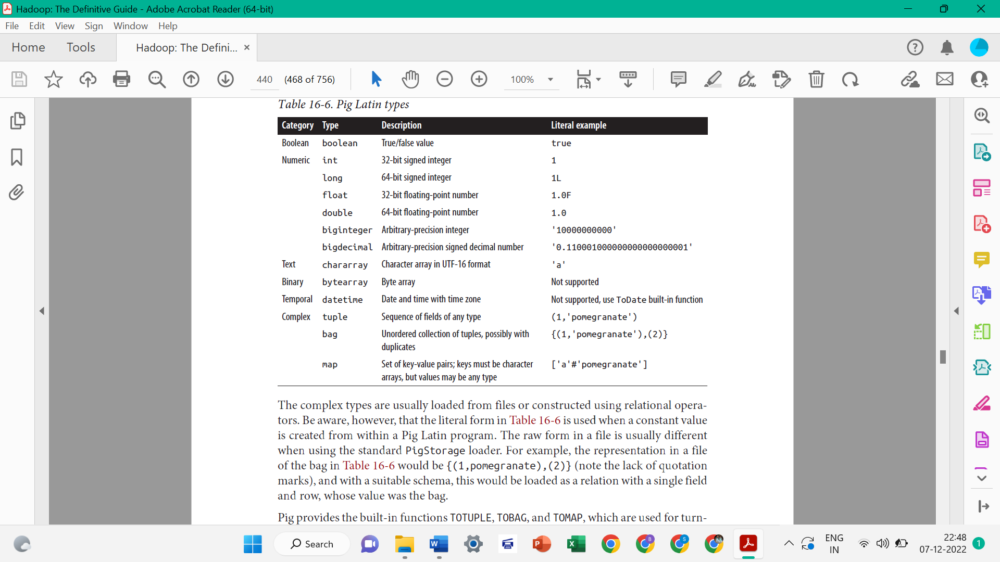 Hadoop: The Definitive Guide - Adobe Acrobat Reader (64-bit)
File Edit View Sign Window Help
Home Tools Hadoop: The Defini... ×
440 (468 of 756) 100%
Table 16-6. Pig Latin types
Category Type Description Literal example
Boolean boolean True/false value true
Numeric int 32-bit signed integer 1
long 64-bit signed integer 1L
float 32-bit floating-point number 1.0F
double 64-bit floating-point number 1.0
biginteger Arbitrary-precision integer '10000000000'
bigdecimal Arbitrary-precision signed decimal number '0.110001000000000000000001'
Text chararray Character array in UTF-16 format 'a'
Binary bytearray Byte array Not supported
Temporal datetime Date and time with time zone Not supported, use ToDate built-in function
Complex tuple Sequence of fields of any type (1,'pomegranate')
bag Unordered collection of tuples, possibly with {(1,'pomegranate'),(2)}
duplicates
map Set of key-value pairs; keys must be character ['a'#'pomegranate']
arrays, but values may be any type
The complex types are usually loaded from files or constructed using relational opera-
tors. Be aware, however, that the literal form in Table 16-6 is used when a constant value
is created from within a Pig Latin program. The raw form in a file is usually different
when using the standard PigStorage loader. For example, the representation in a file
of the bag in Table 16-6 would be {(1,pomegranate),(2)} (note the lack of quotation
marks), and with a suitable schema, this would be loaded as a relation with a single field
and row, whose value was the bag.
Pig provides the built-in functions TOTUPLE, TOBAG, and TOMAP, which are used for turn-
Search
ENG
IN
22:48
07-12-2022
1